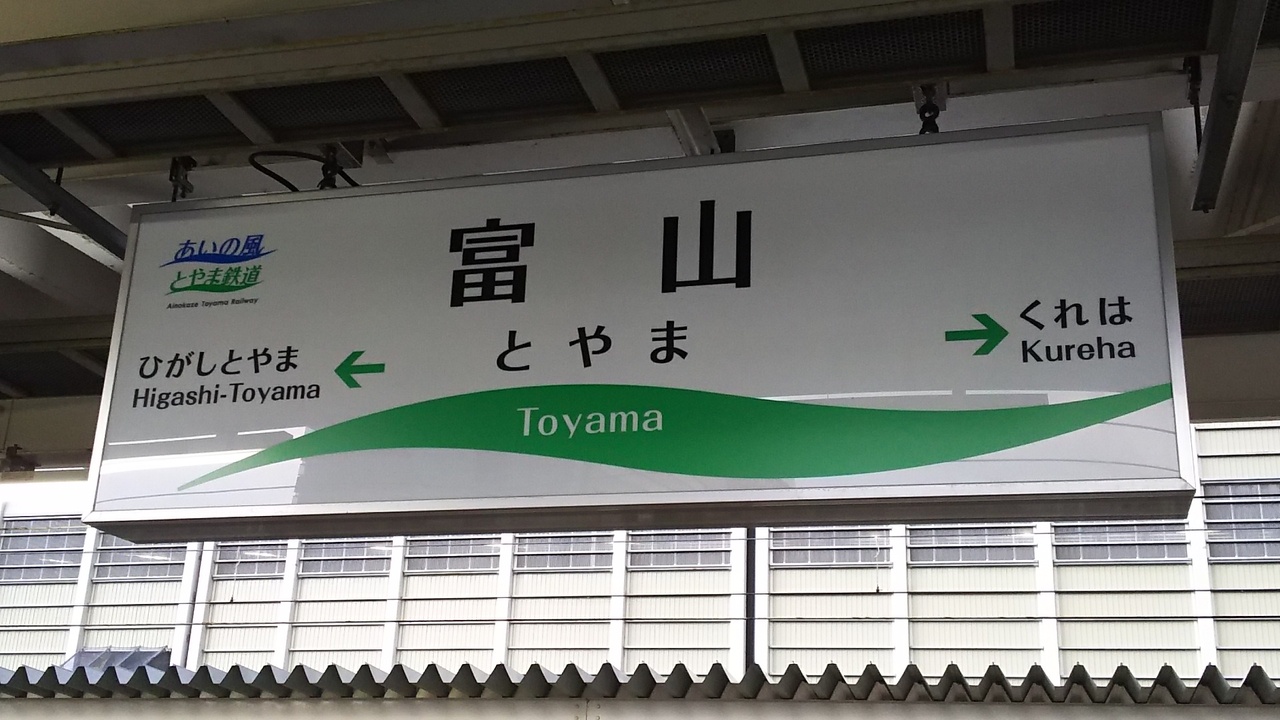 あいの風
とやま鉄道
Ainokaze Toyama Railway
富山
とやま
ひがしとやま ←
Higashi-Toyama
→ くれは
Kureha
Toyama